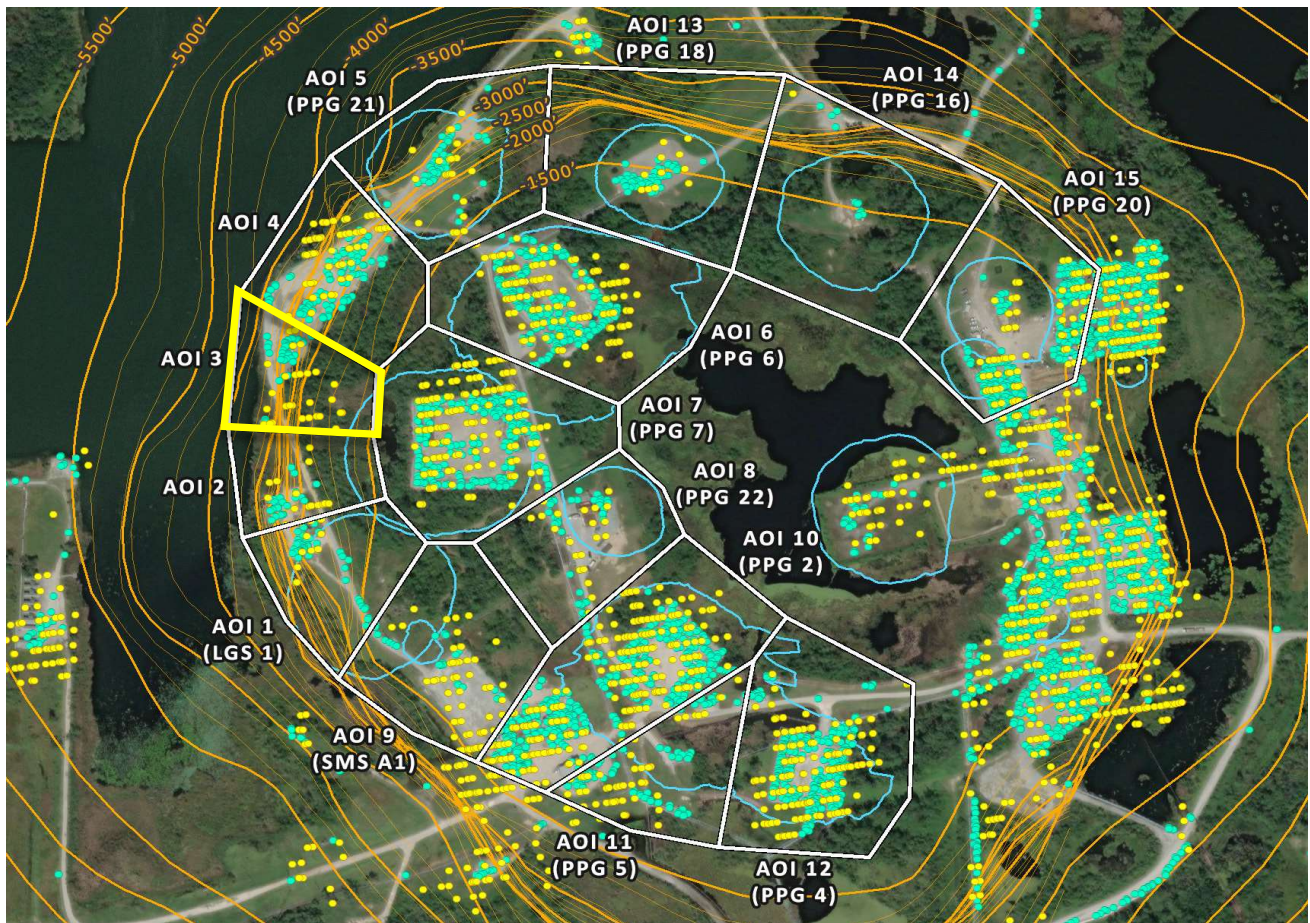 -5500'
-5000'
-4500'
-4000'
-3500'
-3000'
-2500'
-2000'
-1500'
AOI 13
(PPG 18)
AOI 5
(PPG 21)
AOI 14
(PPG 16)
AOI 15
(PPG 20)
AOI 4
AOI 3
AOI 6
(PPG 6)
AOI 7
(PPG 7)
AOI 2
AOI 8
(PPG 22)
AOI 10
(PPG 2)
AOI 1
(LGS 1)
AOI 9
(SMS A1)
AOI 11
(PPG 5)
AOI 12
(PPG 4)